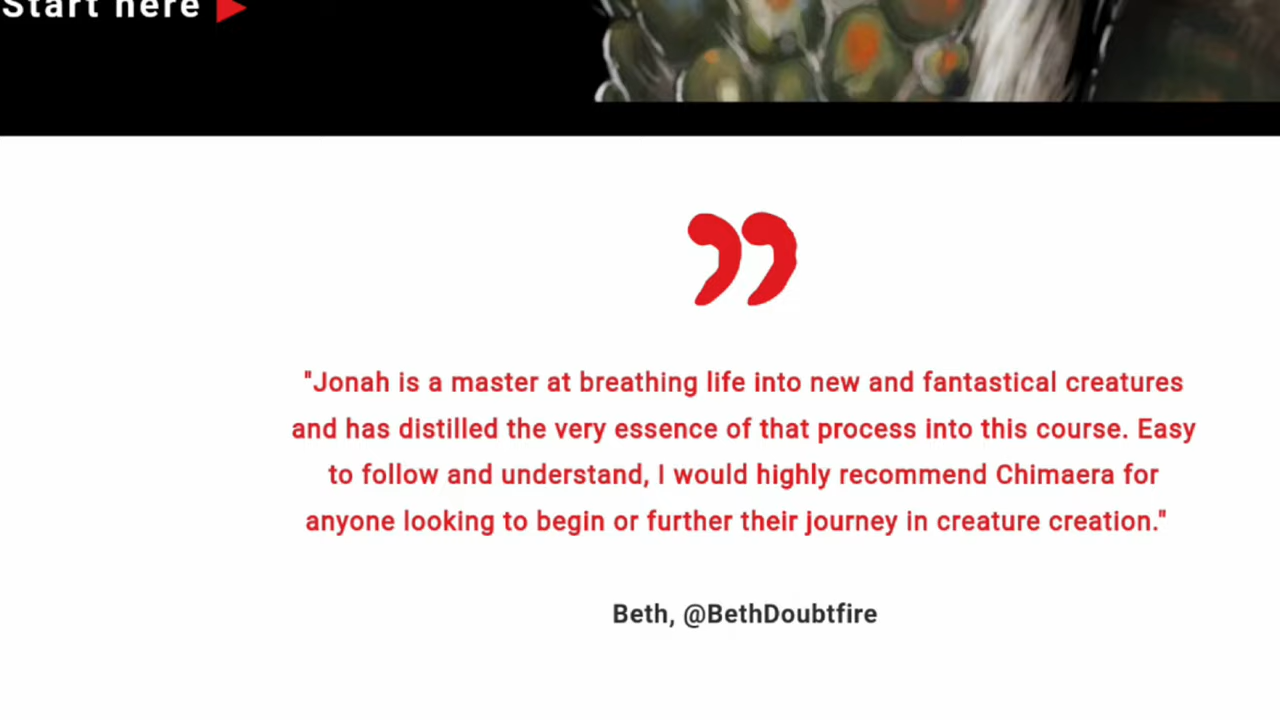 Start here
"Jonah is a master at breathing life into new and fantastical creatures
and has distilled the very essence of that process into this course. Easy
to follow and understand, I would highly recommend Chimaera for
anyone looking to begin or further their journey in creature creation."
Beth, @BethDoubtfire